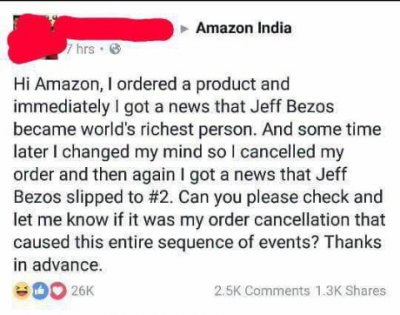 ▸ Amazon India
7 hrs ·
Hi Amazon, I ordered a product and
immediately I got a news that Jeff Bezos
became world's richest person. And some time
later I changed my mind so I cancelled my
order and then again I got a news that Jeff
Bezos slipped to #2. Can you please check and
let me know if it was my order cancellation that
caused this entire sequence of events? Thanks
in advance.
26K 2.5K Comments 1.3K Shares